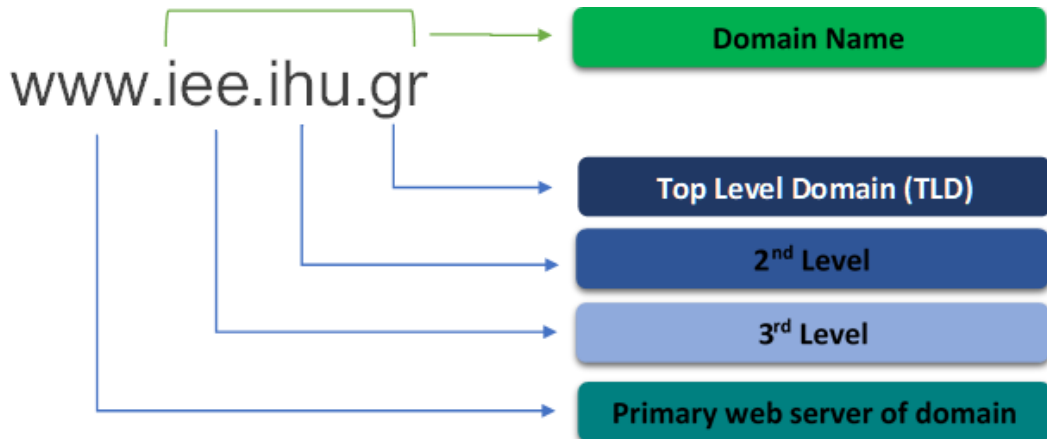 Domain Name
www.iee.ihu.gr
Top Level Domain (TLD)
2nd Level
3rd Level
Primary web server of domain